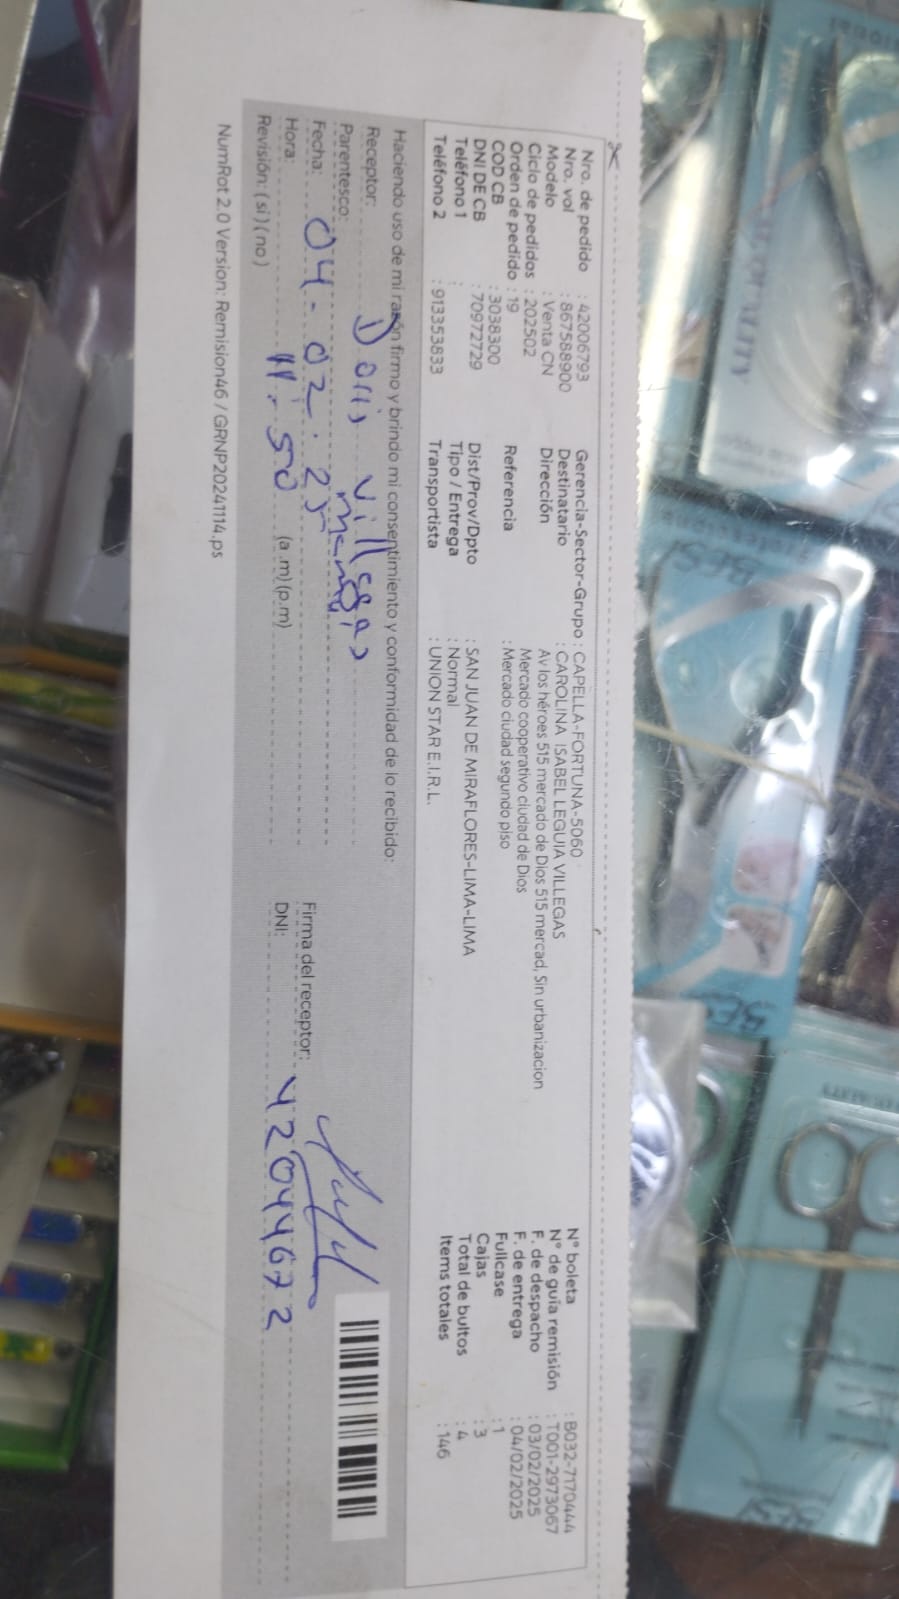 Nro. de pedido : 42006793
Nro. vol : 867588900
Modelo : Venta CN
Ciclo de pedidos : 202502
Orden de pedido : 19
COD CB : 3038300
DNI DE CB : 70972729
Teléfono 1 :
Teléfono 2 : 913353833
Gerencia-Sector-Grupo : CAPELLA-FORTUNA-5060
Destinatario : CAROLINA ISABEL LEGUIA VILLEGAS
Dirección Av los héroes 515 mercado de Dios 515 mercad, Sin urbanizacion
Mercado cooperativo ciudad de Dios
Referencia : Mercado ciudad segundo piso
Dist/Prov/Dpto : SAN JUAN DE MIRAFLORES-LIMA-LIMA
Tipo / Entrega : Normal
Transportista : UNION STAR E.I.R.L.
N° boleta : B032-7170444
N° de guía remisión : T001-2973067
F. de despacho : 03/02/2025
F. de entrega : 04/02/2025
Fullcase : 1
Cajas : 3
Total de bultos : 4
Items totales : 146
Haciendo uso de mi razón firmo y brindo mi consentimiento y conformidad de lo recibido:
Receptor: Doris Villegas
Parentesco: mamá
Fecha: 04-02-25
Hora: 11:50 (a.m)(p.m)
Revisión: (si)(no)
Firma del receptor:
DNI: 42044672
NumRot 2.0 Version: Remision46 / GRNP20241114.ps
QUALITY
BESI